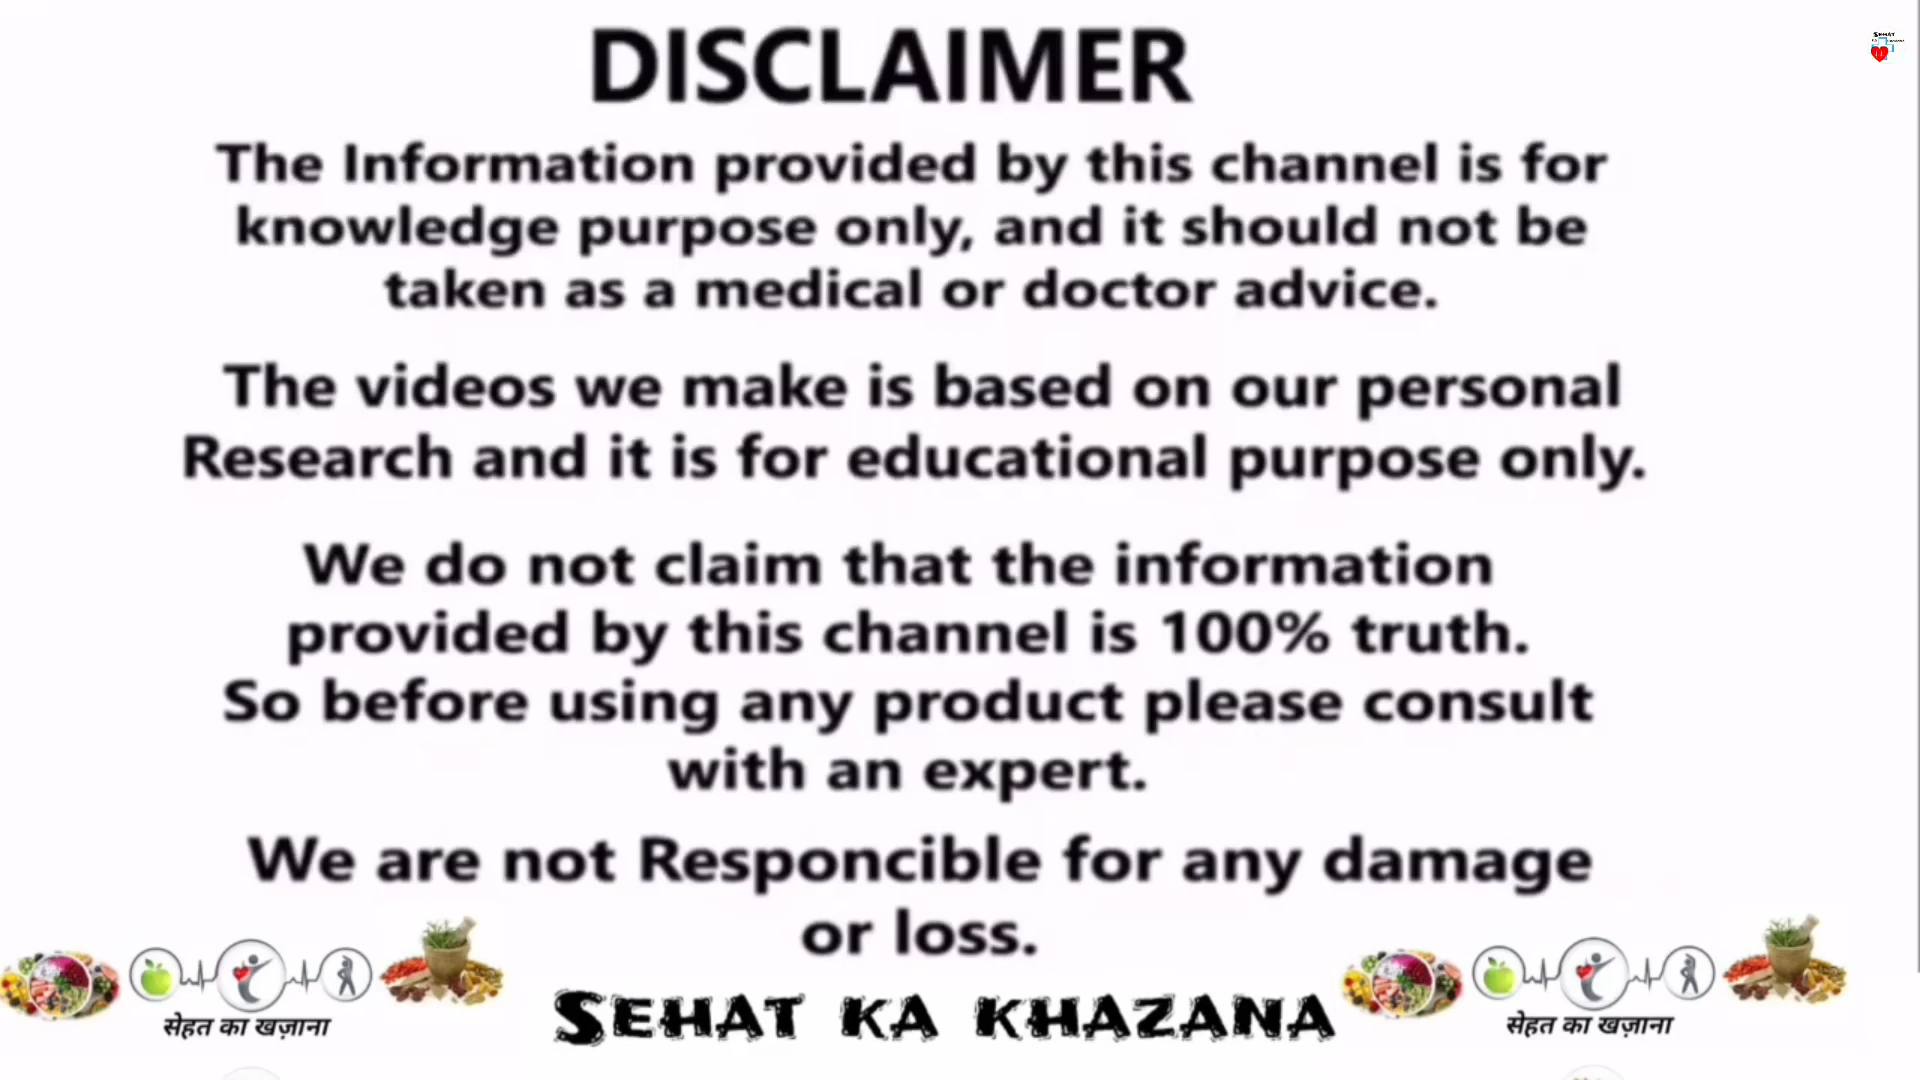 DISCLAIMER
The Information provided by this channel is for
knowledge purpose only, and it should not be
taken as a medical or doctor advice.
The videos we make is based on our personal
Research and it is for educational purpose only.
We do not claim that the information
provided by this channel is 100% truth.
So before using any product please consult
with an expert.
We are not Responcible for any damage
or loss.
सेहत का खज़ाना
SEHAT KA KHAZANA
सेहत का खज़ाना